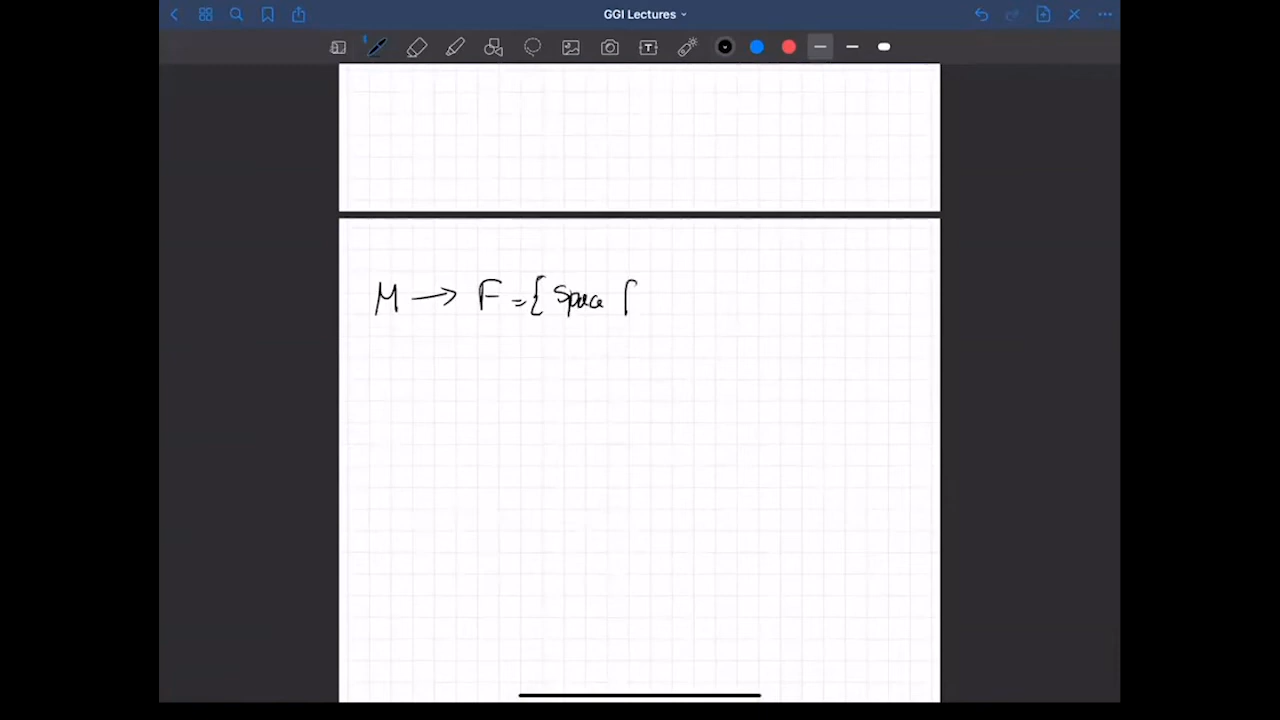 GGI Lectures
T
M → F = { Space